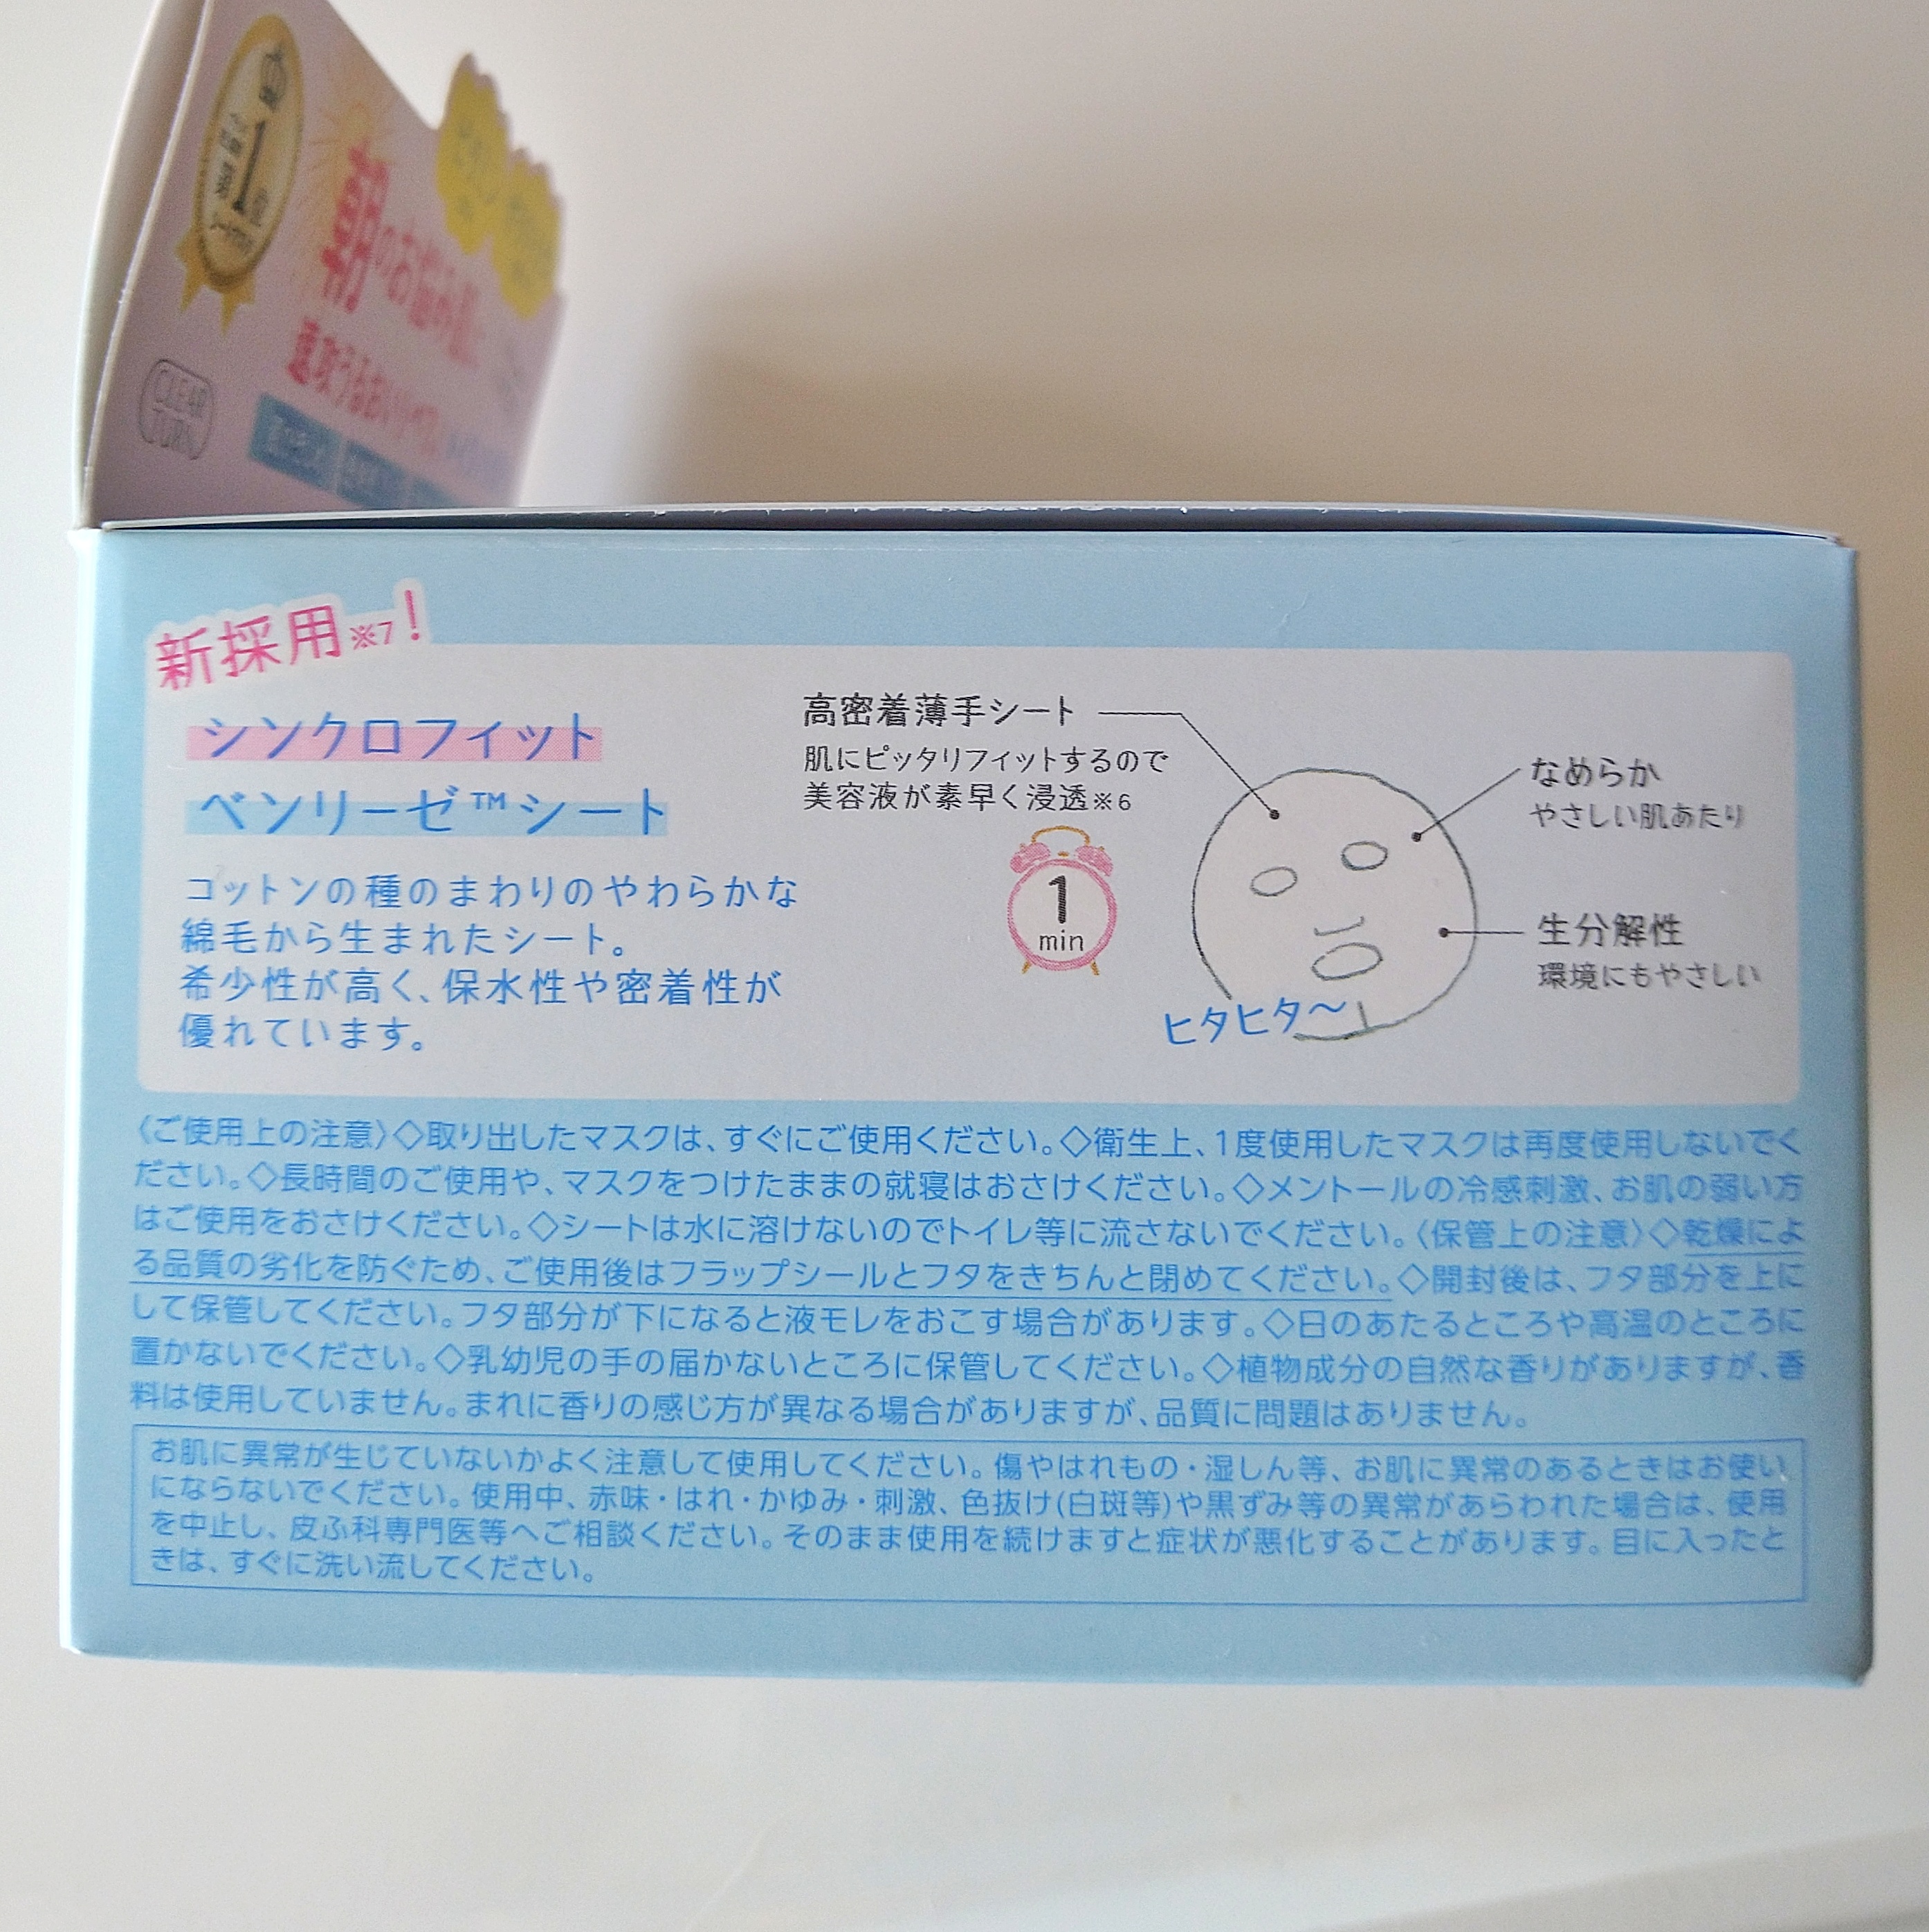 朝のお悩み肌に
CLEAR
TURN
新採用※7！
シンクロフィット
ベンリーゼ™シート
コットンの種のまわりのやわらかな
綿毛から生まれたシート。
希少性が高く、保水性や密着性が
優れています。
高密着薄手シート
肌にピッタリフィットするので
美容液が素早く浸透※6
1
min
なめらか
やさしい肌あたり
生分解性
環境にもやさしい
ヒタヒタ〜
〈ご使用上の注意〉◇取り出したマスクは、すぐにご使用ください。◇衛生上、1度使用したマスクは再度使用しないでく
ださい。◇長時間のご使用や、マスクをつけたままの就寝はおさけください。◇メントールの冷感刺激、お肌の弱い方
はご使用をおさけください。◇シートは水に溶けないのでトイレ等に流さないでください。〈保管上の注意〉◇乾燥によ
る品質の劣化を防ぐため、ご使用後はフラップシールとフタをきちんと閉めてください。◇開封後は、フタ部分を上に
して保管してください。フタ部分が下になると液モレをおこす場合があります。◇日のあたるところや高温のところに
置かないでください。◇乳幼児の手の届かないところに保管してください。◇植物成分の自然な香りがありますが、香
料は使用していません。まれに香りの感じ方が異なる場合がありますが、品質に問題はありません。
お肌に異常が生じていないかよく注意して使用してください。傷やはれもの・湿しん等、お肌に異常のあるときはお使い
にならないでください。使用中、赤味・はれ・かゆみ・刺激、色抜け(白斑等)や黒ずみ等の異常があらわれた場合は、使用
を中止し、皮ふ科専門医等へご相談ください。そのまま使用を続けますと症状が悪化することがあります。目に入ったと
きは、すぐに洗い流してください。